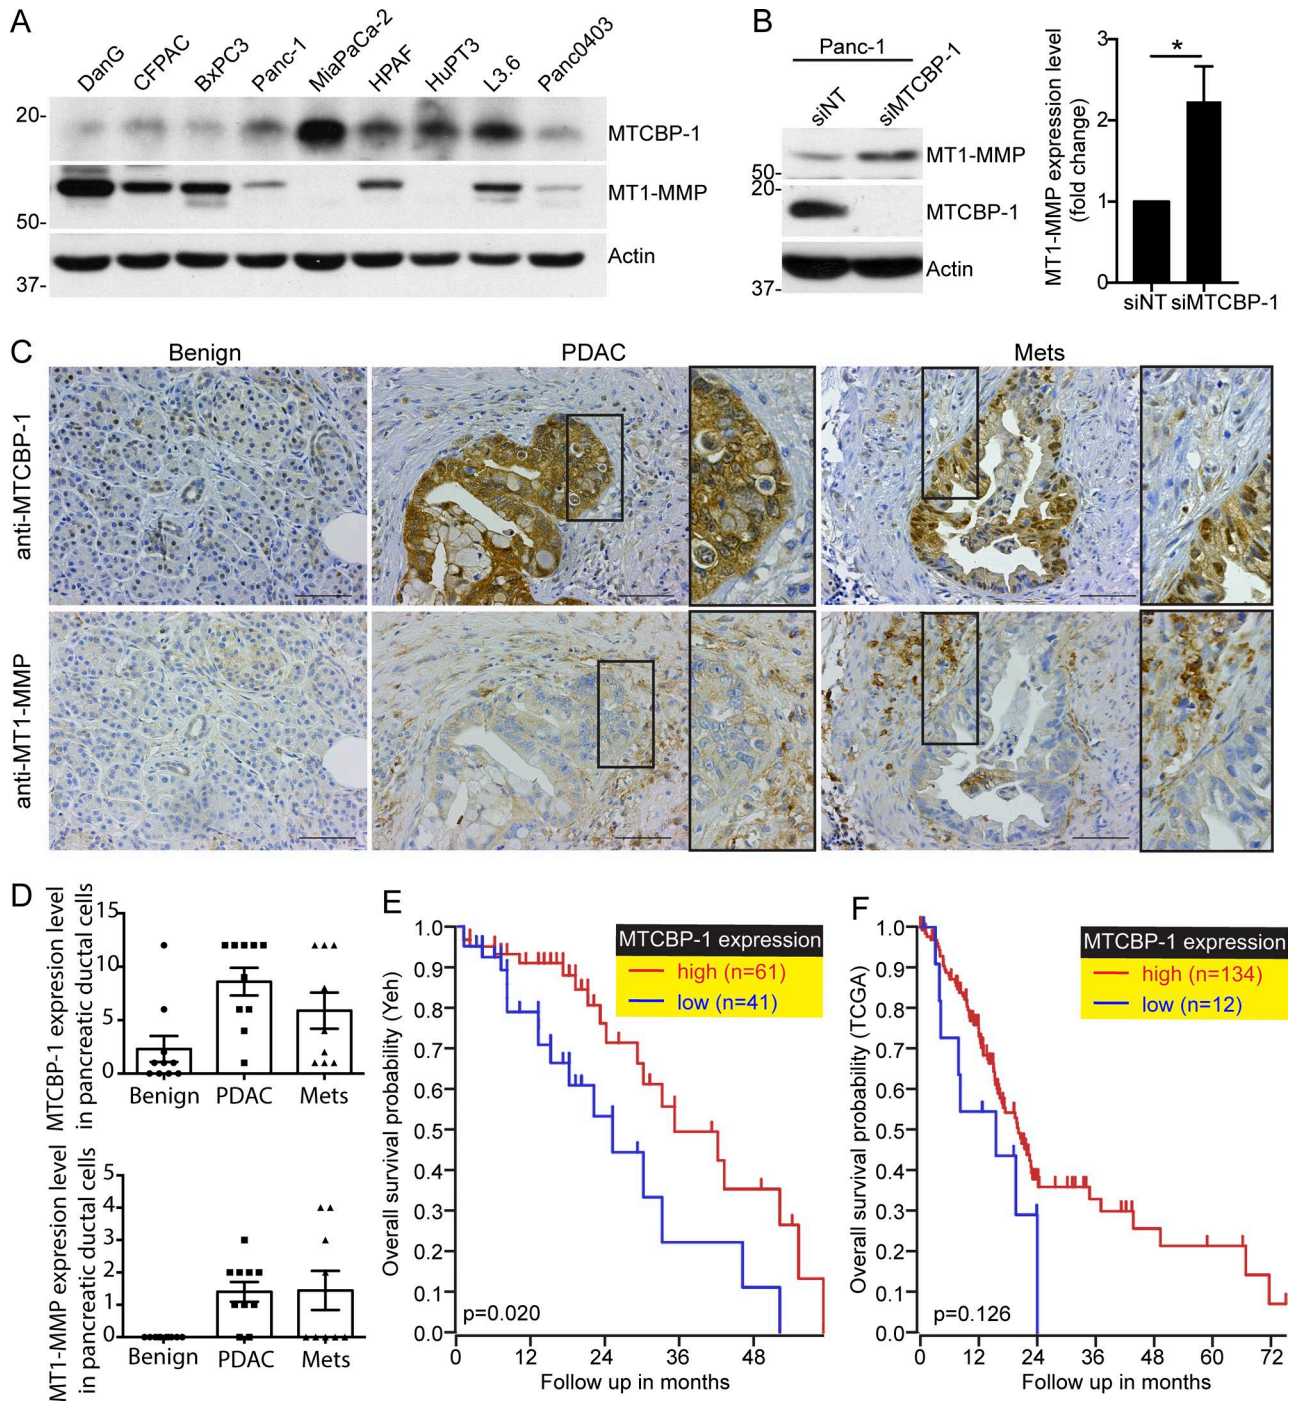 A
DanG
CFPAC
BxPC3
Panc-1
MiaPaCa-2
HPAF
HuPT3
L3.6
Panc0403
20-
MTCBP-1
MT1-MMP
50-
Actin
37-
B
Panc-1
siNT
siMTCBP-1
MT1-MMP
50-
20-
MTCBP-1
Actin
37-
MT1-MMP expression level
(fold change)
3
2
1
0
*
siNT
siMTCBP-1
C
Benign
PDAC
Mets
anti-MTCBP-1
anti-MT1-MMP
D
MTCBP-1 expresion level
in pancreatic ductal cells
15
10
5
0
Benign
PDAC
Mets
MT1-MMP expresion level
in pancreatic ductal cells
5
4
3
2
1
0
Benign
PDAC
Mets
E
Overall survival probability (Yeh)
1.0
0.9
0.8
0.7
0.6
0.5
0.4
0.3
0.2
0.1
0.0
MTCBP-1 expression
high (n=61)
low (n=41)
p=0.020
0
12
24
36
48
Follow up in months
F
Overall survival probability (TCGA)
1.0
0.9
0.8
0.7
0.6
0.5
0.4
0.3
0.2
0.1
0.0
MTCBP-1 expression
high (n=134)
low (n=12)
p=0.126
0
12
24
36
48
60
72
Follow up in months